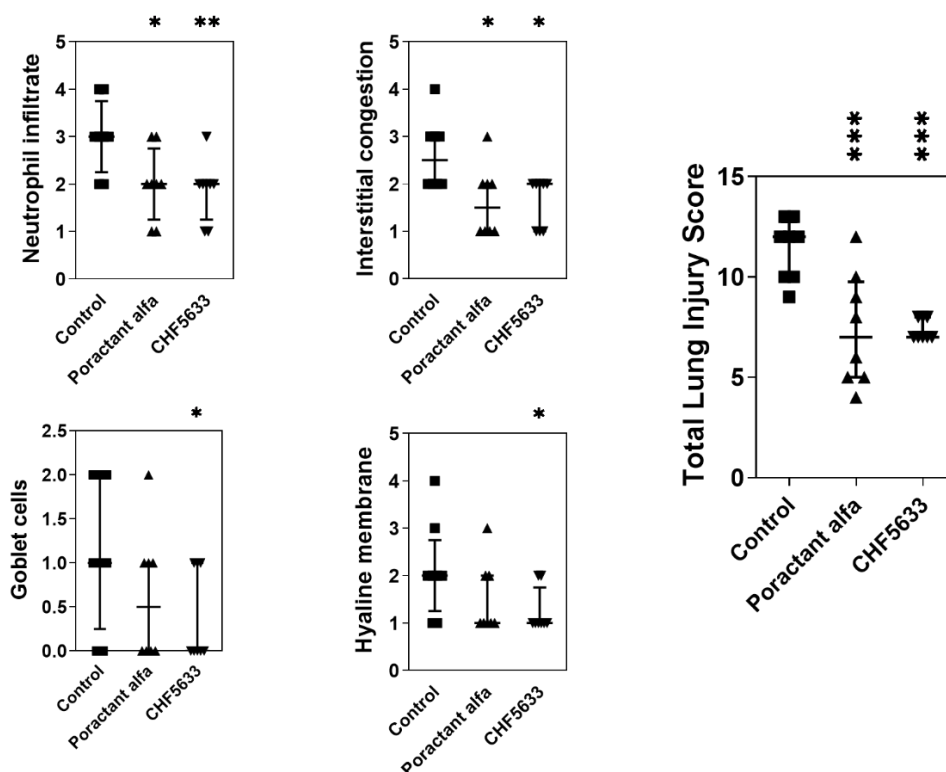 * **
5
4
3
2
1
0
Neutrophil infiltrate
Control
Poractant alfa
CHF5633
* *
5
4
3
2
1
0
Interstitial congestion
Control
Poractant alfa
CHF5633
*** ***
15
10
5
0
Total Lung Injury Score
Control
Poractant alfa
CHF5633
*
2.5
2.0
1.5
1.0
0.5
0.0
Goblet cells
Control
Poractant alfa
CHF5633
*
5
4
3
2
1
0
Hyaline membrane
Control
Poractant alfa
CHF5633